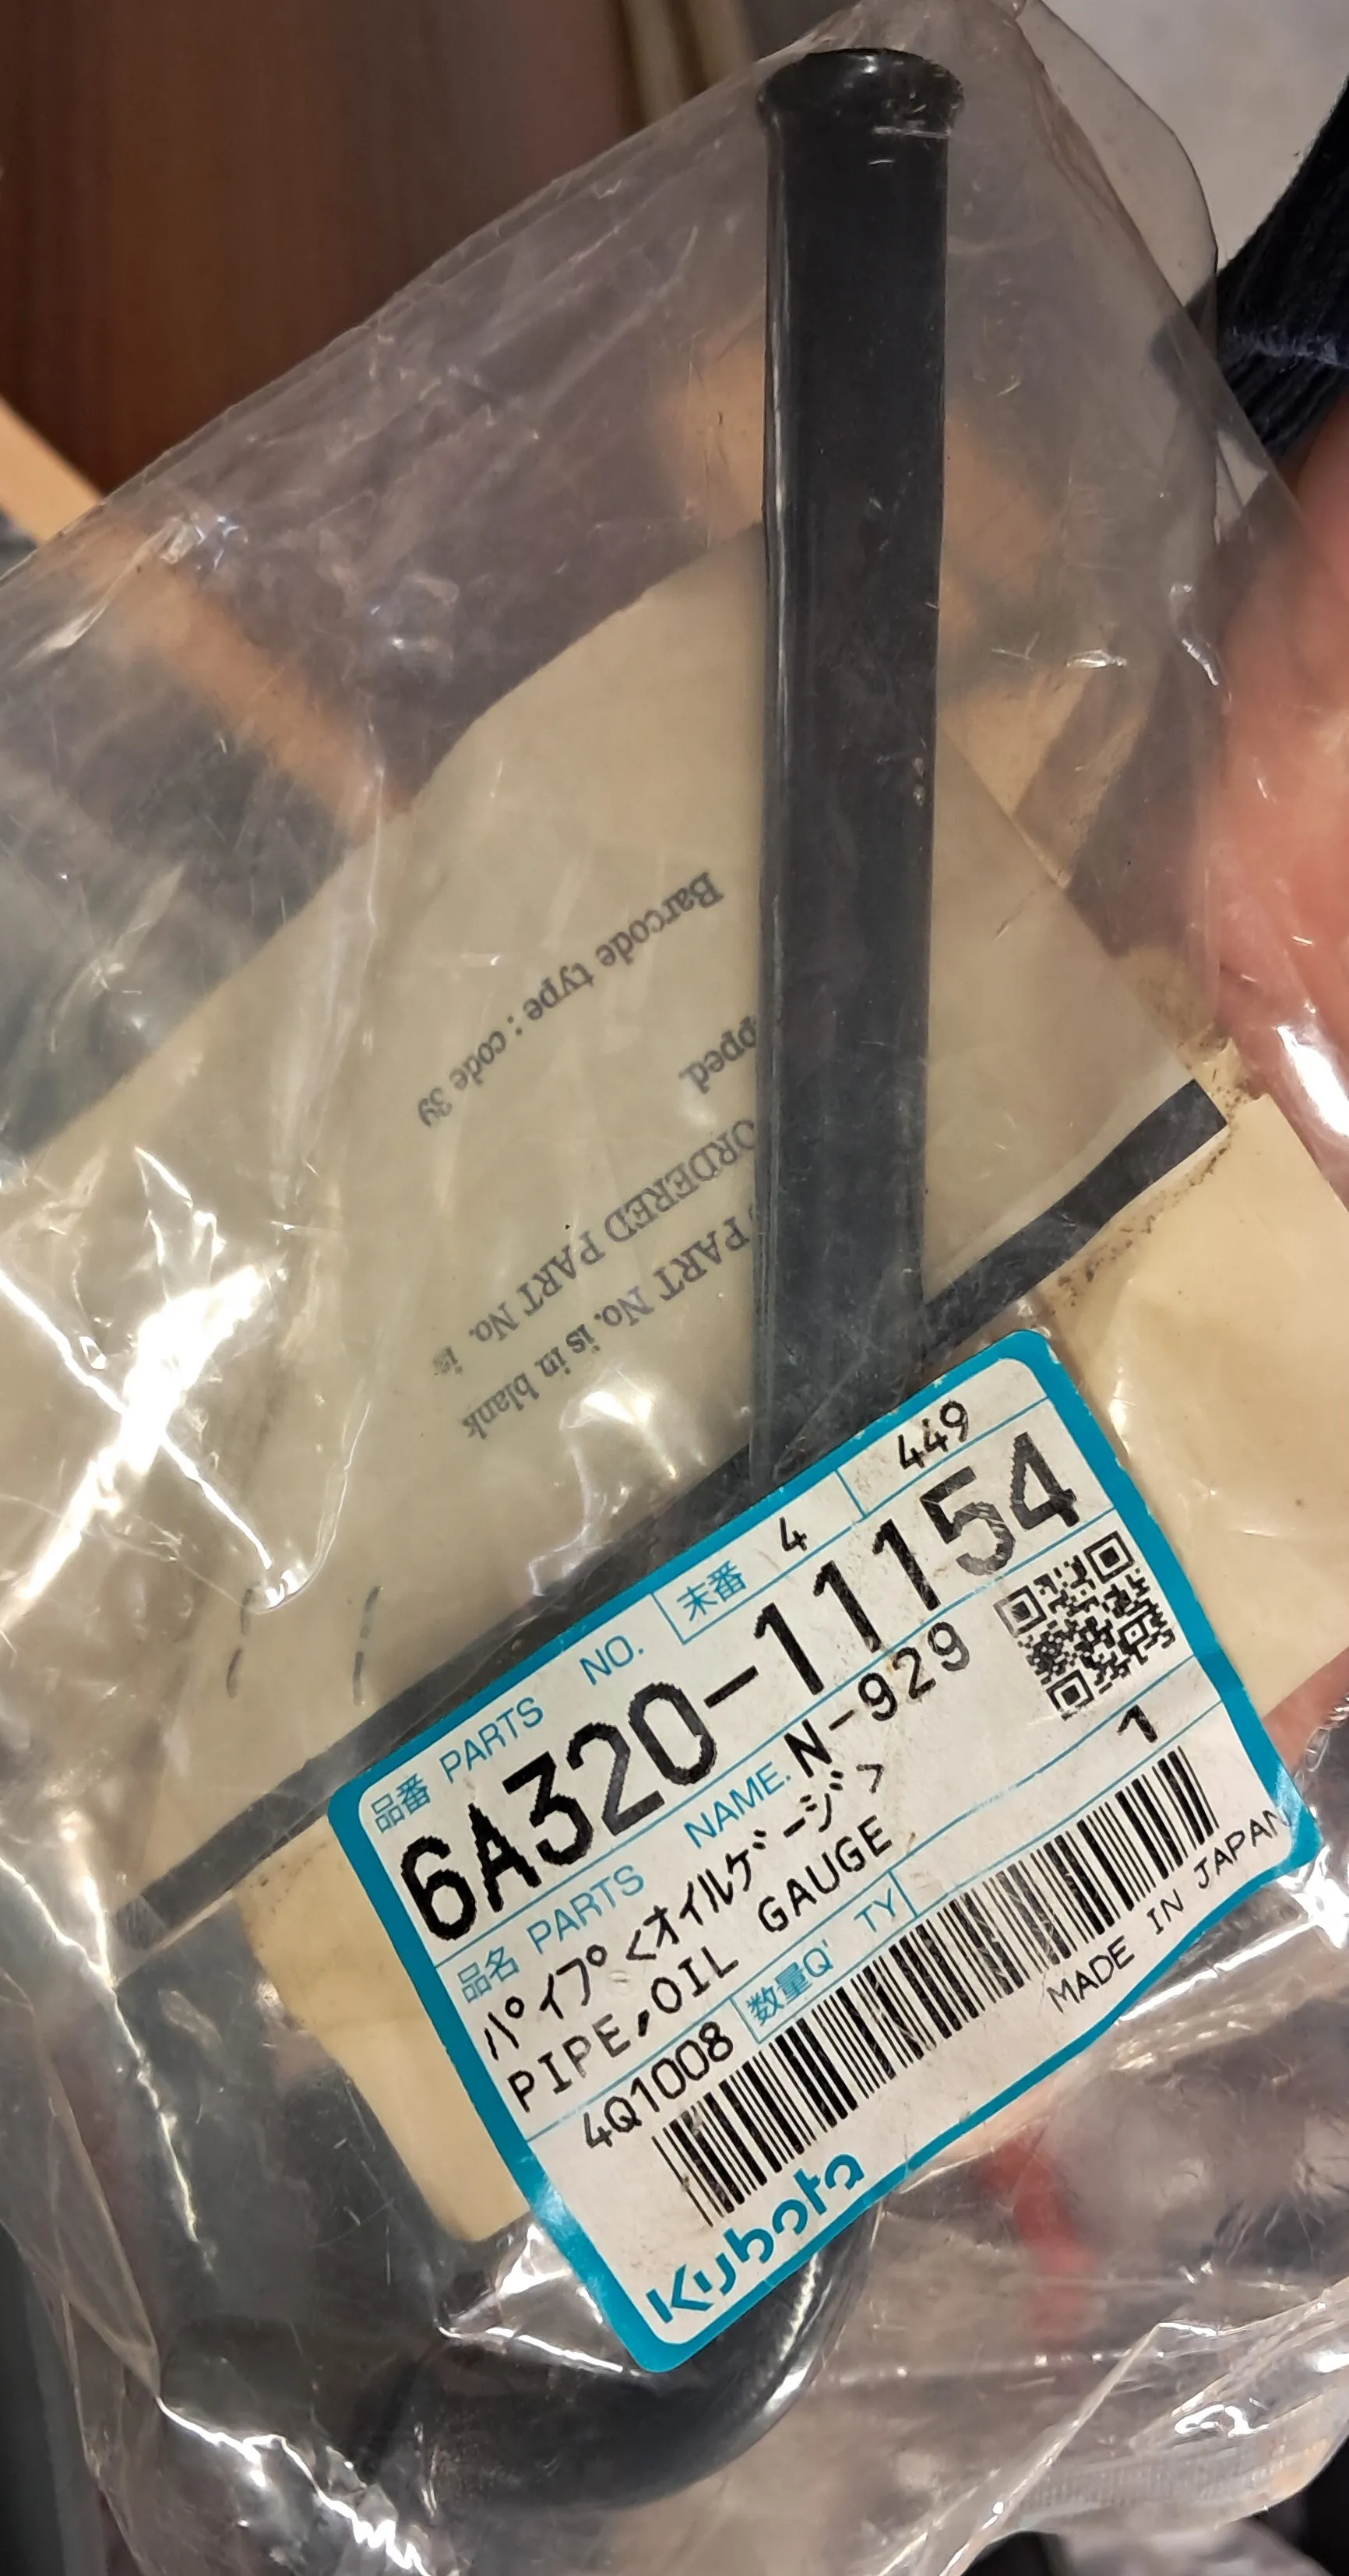 449
末番 4
品番 PARTS NO.
6A320-11154
品名 PARTS NAME. N-929
パイプ<オイルゲージ>
PIPE,OIL GAUGE
4Q1008 数量Q'TY 1
MADE IN JAPAN
Kubota
PART No. is in blank
ORDERED PART No. is
pped.
Barcode type : code 39